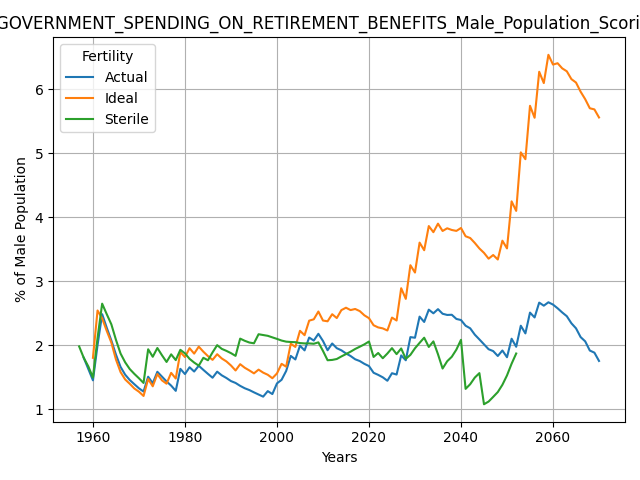 GOVERNMENT_SPENDING_ON_RETIREMENT_BENEFITS_Male_Population_Scori
Fertility
Actual
Ideal
Sterile
% of Male Population
6
5
4
3
2
1
1960 1980 2000 2020 2040 2060
Years